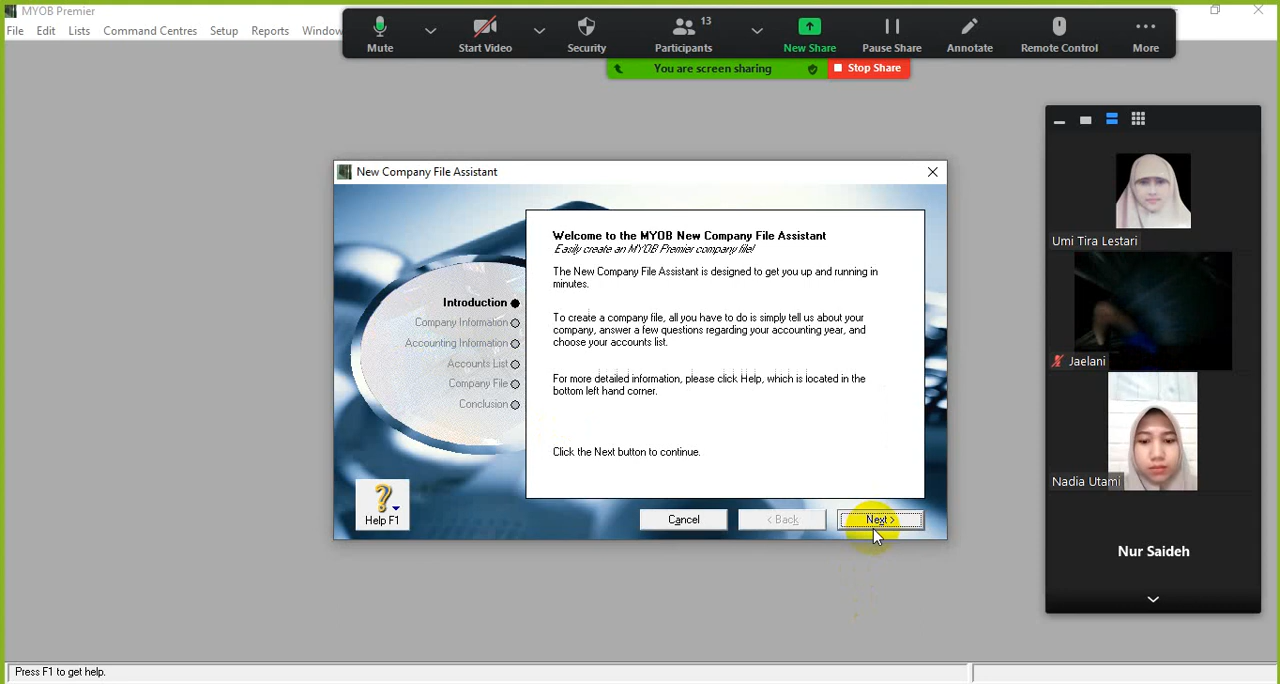 MYOB Premier
File Edit Lists Command Centres Setup Reports Window
13
Mute Start Video Security Participants New Share Pause Share Annotate Remote Control More
You are screen sharing Stop Share
New Company File Assistant
Welcome to the MYOB New Company File Assistant
Easily create an MYOB Premier company file!
The New Company File Assistant is designed to get you up and running in
minutes.
To create a company file, all you have to do is simply tell us about your
company, answer a few questions regarding your accounting year, and
choose your accounts list.
For more detailed information, please click Help, which is located in the
bottom left hand corner.
Click the Next button to continue.
Introduction
Company Information
Accounting Information
Accounts List
Company File
Conclusion
Help F1
Cancel < Back Next >
Umi Tira Lestari
Jaelani
Nadia Utami
Nur Saideh
Press F1 to get help.